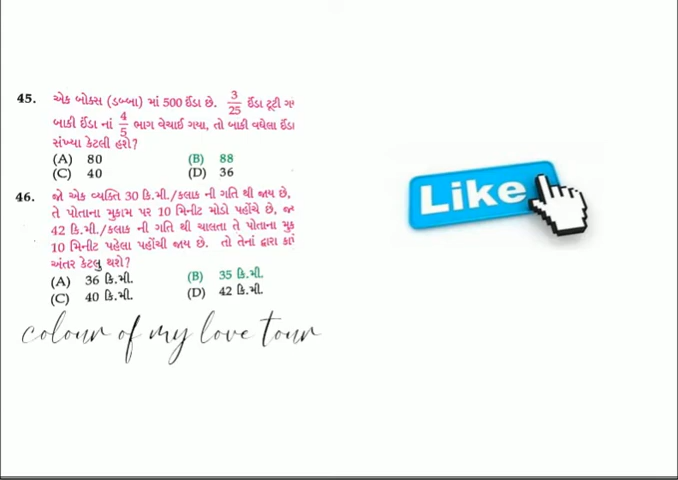 45. એક બોક્સ (ડબ્બા) માં 500 ઈંડા છે. 3/25 ઈંડા ટૂટી ગ
બાકી ઈંડા નાં 4/5 ભાગ વેચાઈ ગયા, તો બાકી વધેલા ઈંડા
સંખ્યા કેટલી હશે?
(A) 80 (B) 88
(C) 40 (D) 36
46. જો એક વ્યક્તિ 30 કિ.મી./કલાક ની ગતિ થી જાય છે,
તે પોતાના મુકામ પર 10 મિનીટ મોડો પહોંચે છે,
42 કિ.મી./કલાક ની ગતિ થી ચાલતા તે પોતાના મુક
10 મિનીટ પહેલા પહોંચી જાય છે. તો તેનાં દ્વારા
અંતર કેટલુ થશે?
(A) 36 કિ.મી. (B) 35 કિ.મી.
(C) 40 કિ.મી. (D) 42 કિ.મી.
colour of my love tour
Like